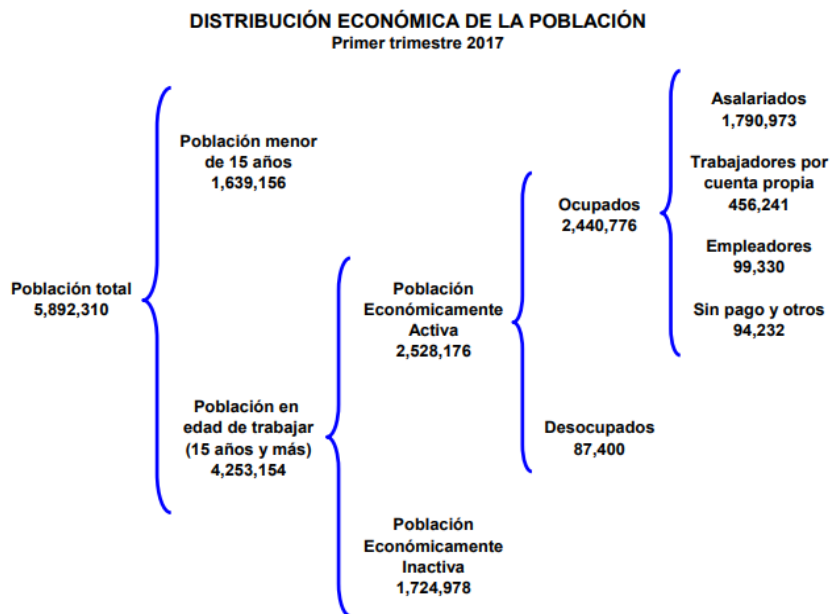 DISTRIBUCIÓN ECONÓMICA DE LA POBLACIÓN
Primer trimestre 2017
Población total
5,892,310
Población menor
de 15 años
1,639,156
Población en
edad de trabajar
(15 años y más)
4,253,154
Población
Económicamente
Activa
2,528,176
Población
Económicamente
Inactiva
1,724,978
Ocupados
2,440,776
Desocupados
87,400
Asalariados
1,790,973
Trabajadores por
cuenta propia
456,241
Empleadores
99,330
Sin pago y otros
94,232